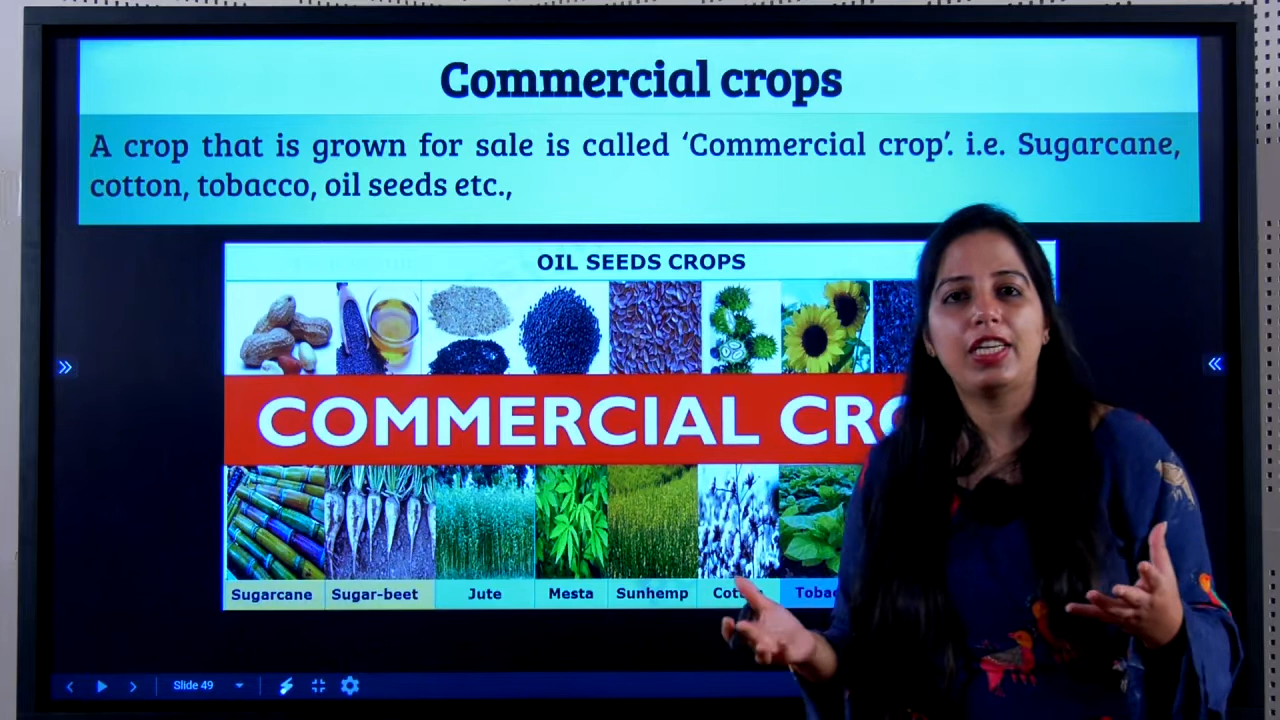 Commercial crops
A crop that is grown for sale is called ‘Commercial crop’. i.e. Sugarcane,
cotton, tobacco, oil seeds etc.,
OIL SEEDS CROPS
COMMERCIAL
Sugarcane Sugar-beet Jute Mesta Sunhemp
Slide 49